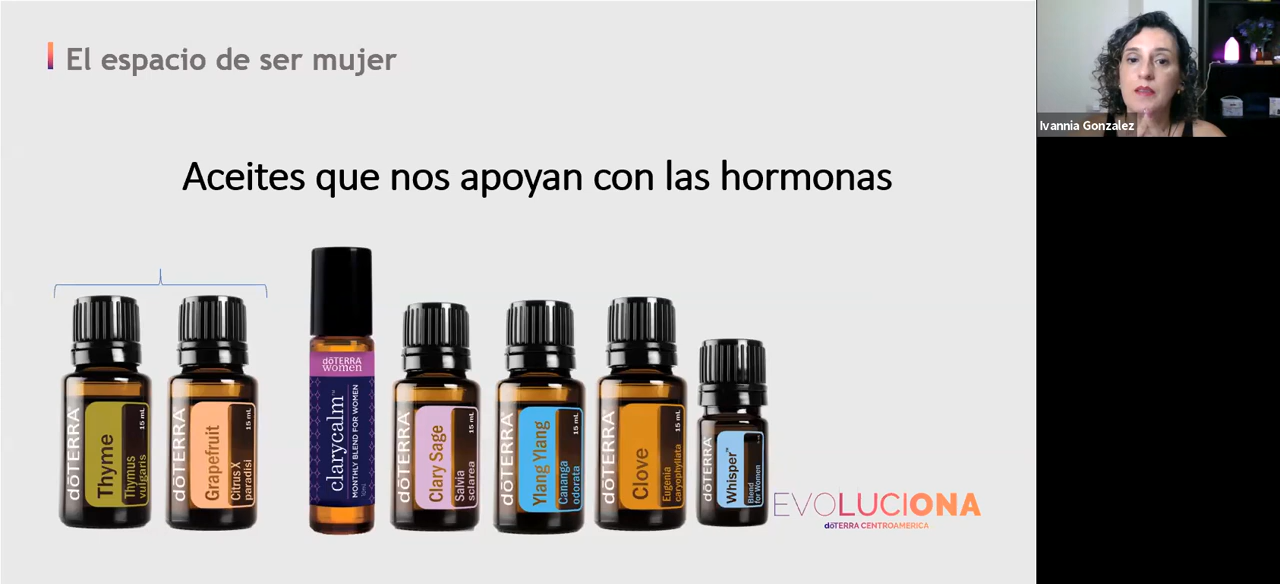 El espacio de ser mujer
Ivannia Gonzalez
Aceites que nos apoyan con las hormonas
dōTERRA
Thyme
Thymus
vulgaris
15 mL
dōTERRA
Grapefruit
Citrus X
paradisi
15 mL
dōTERRA
women
clarycalm™
MONTHLY BLEND FOR WOMEN
dōTERRA
Clary Sage
Salvia
sclarea
15 mL
dōTERRA
Ylang Ylang
Cananga
odorata
15 mL
dōTERRA
Clove
Eugenia
caryophyllata
15 mL
dōTERRA
Whisper™
Blend
for Women
EVOLUCIONA
dōTERRA CENTROAMERICA